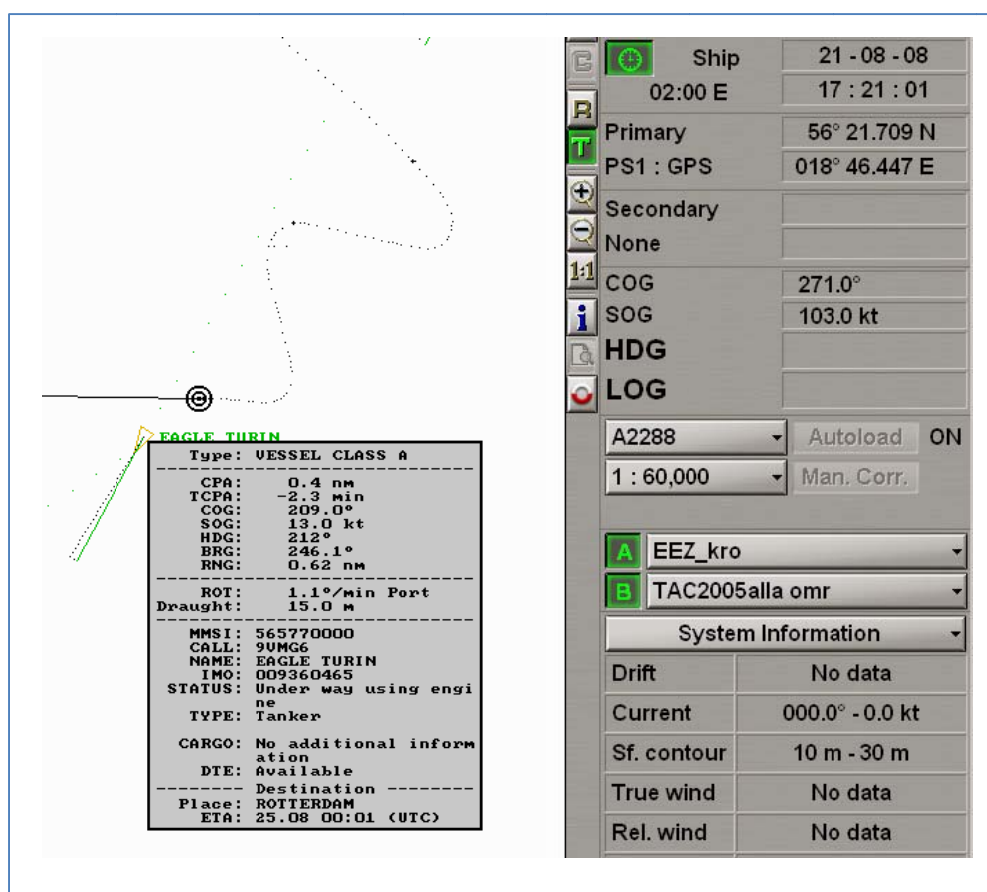 EAGLE TURIN
Type: VESSEL CLASS A
CPA: 0.4 nm
TCPA: -2.3 min
COG: 209.0°
SOG: 13.0 kt
HDG: 212°
BRG: 246.1°
RNG: 0.62 nm
ROT: 1.1°/min Port
Draught: 15.0 m
MMSI: 565770000
CALL: 9VMG6
NAME: EAGLE TURIN
IMO: 009360465
STATUS: Under way using engi
ne
TYPE: Tanker
CARGO: No additional inform
ation
DTE: Available
-------- Destination --------
Place: ROTTERDAM
ETA: 25.08 00:01 (UTC)
C
R
T
1:1
i
Ship 21 - 08 - 08
02:00 E 17 : 21 : 01
Primary 56° 21.709 N
PS1 : GPS 018° 46.447 E
Secondary
None
COG 271.0°
SOG 103.0 kt
HDG
LOG
A2288 Autoload ON
1 : 60,000 Man. Corr.
A EEZ_kro
B TAC2005alla omr
System Information
Drift No data
Current 000.0° - 0.0 kt
Sf. contour 10 m - 30 m
True wind No data
Rel. wind No data